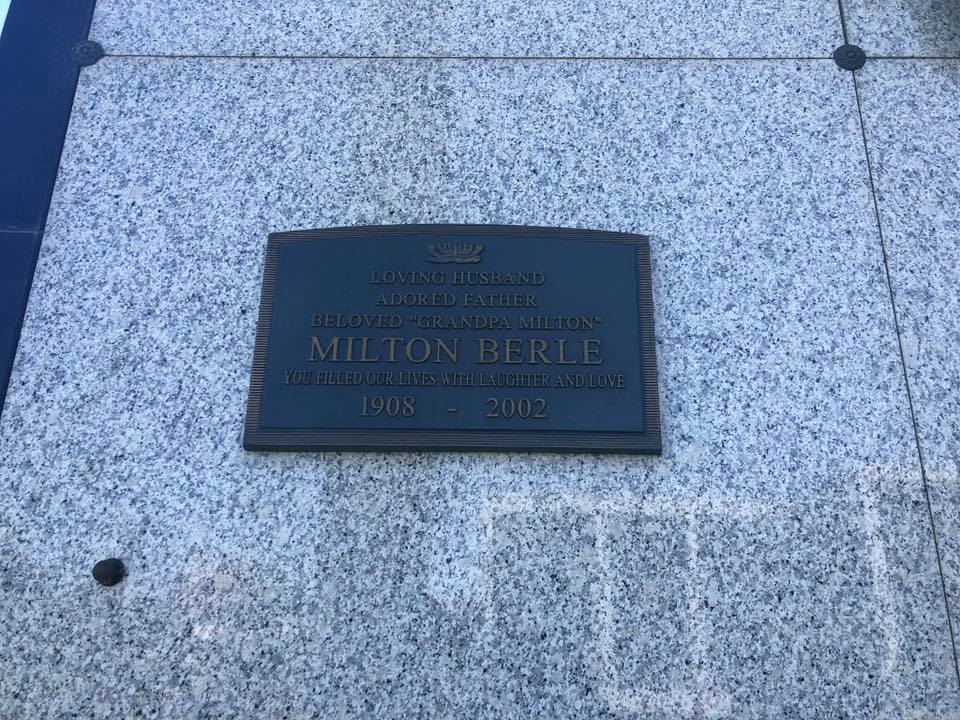 LOVING HUSBAND
ADORED FATHER
BELOVED "GRANDPA MILTON"
MILTON BERLE
YOU FILLED OUR LIVES WITH LAUGHTER AND LOVE
1908 - 2002